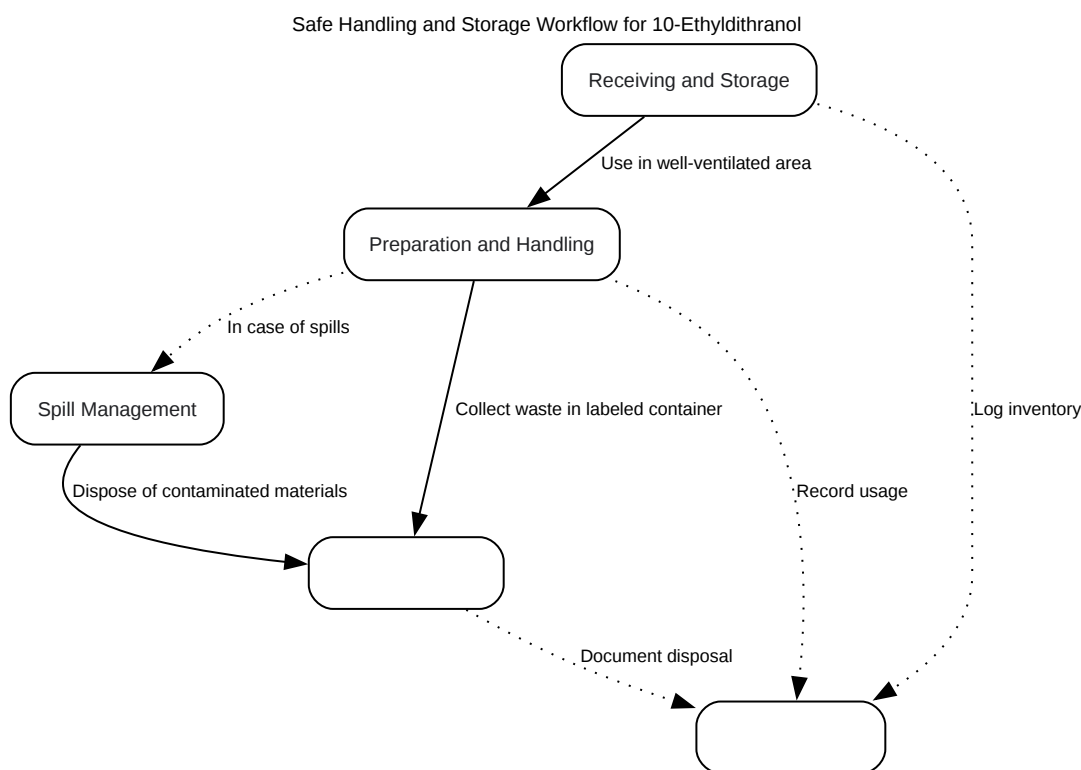 Safe Handling and Storage Workflow for 10-Ethyldithranol
Receiving and Storage
Use in well-ventilated area
Preparation and Handling
In case of spills
Spill Management
Collect waste in labeled container
Log inventory
Dispose of contaminated materials
Record usage
Document disposal